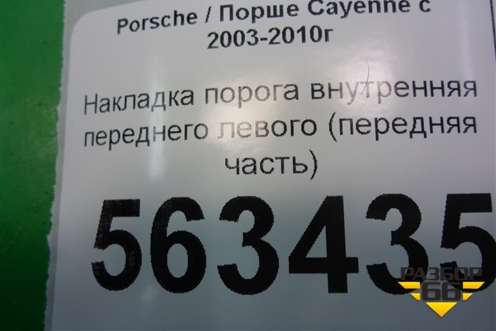 Porsche / Порше Cayenne с
2003-2010г
Накладка порога внутренняя
переднего левого (передняя
часть)
563435
РАЗБОР
66